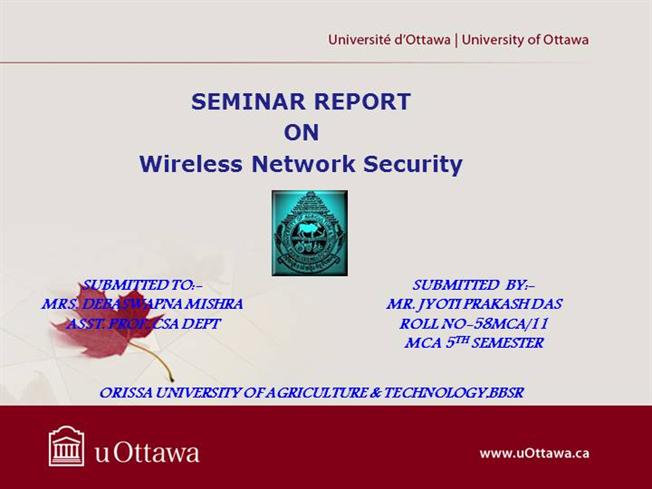 Université d'Ottawa | University of Ottawa
SEMINAR REPORT
ON
Wireless Network Security
SUBMITTED TO:-
MRS. DEBASWAPNA MISHRA
ASST. PROF. CSA DEPT
SUBMITTED BY:-
MR. JYOTI PRAKASH DAS
ROLL NO-58MCA/11
MCA 5TH SEMESTER
ORISSA UNIVERSITY OF AGRICULTURE & TECHNOLOGY,BBSR
uOttawa
www.uOttawa.ca